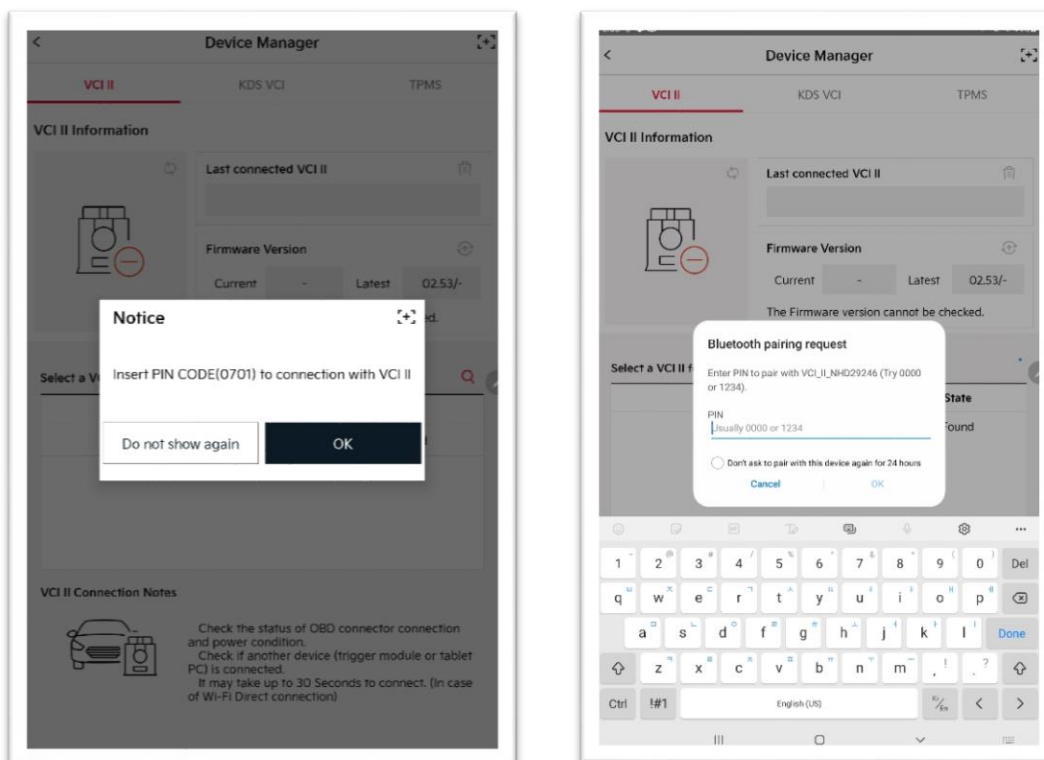 Device Manager
VCI II KDS VCI TPMS
VCI II Information
Last connected VCI II
Firmware Version
Current - Latest 02.53/-
Notice
ed.
Insert PIN CODE(0701) to connection with VCI II
Select a V
Do not show again OK
VCI II Connection Notes
Check the status of OBD connector connection
and power condition.
Check if another device (trigger module or tablet
PC) is connected.
It may take up to 30 Seconds to connect. (In case
of Wi-Fi Direct connection)
Device Manager
VCI II KDS VCI TPMS
VCI II Information
Last connected VCI II
Firmware Version
Current - Latest 02.53/-
The Firmware version cannot be checked.
Bluetooth pairing request
Select a VCI II f
Enter PIN to pair with VCI_II_NHD29246 (Try 0000
or 1234).
State
PIN
Usually 0000 or 1234
Found
Don't ask to pair with this device again for 24 hours
Cancel OK
1 2 3 4 5 6 7 8 9 0 Del
q w e r t y u i o p
a s d f g h j k l Done
z x c v b n m , ! . ?
Ctrl !#1 English (US) < >